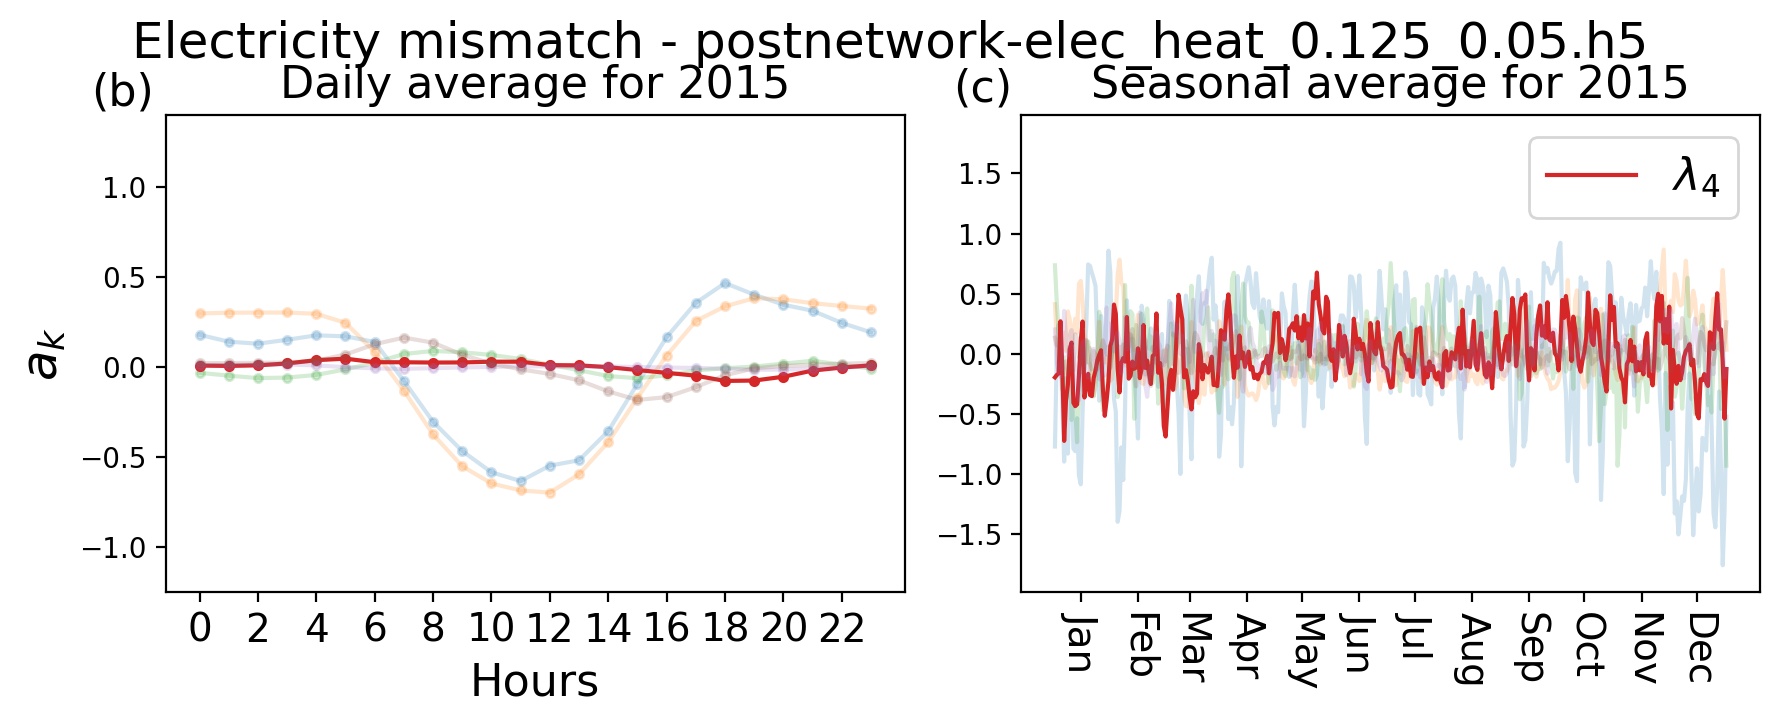 Electricity mismatch - postnetwork-elec_heat_0.125_0.05.h5
(b) Daily average for 2015
(c) Seasonal average for 2015
a_k
1.0
0.5
0.0
−0.5
−1.0
0 2 4 6 8 10 12 14 16 18 20 22
Hours
1.5
1.0
0.5
0.0
−0.5
−1.0
−1.5
λ_4
Jan Feb Mar Apr May Jun Jul Aug Sep Oct Nov Dec